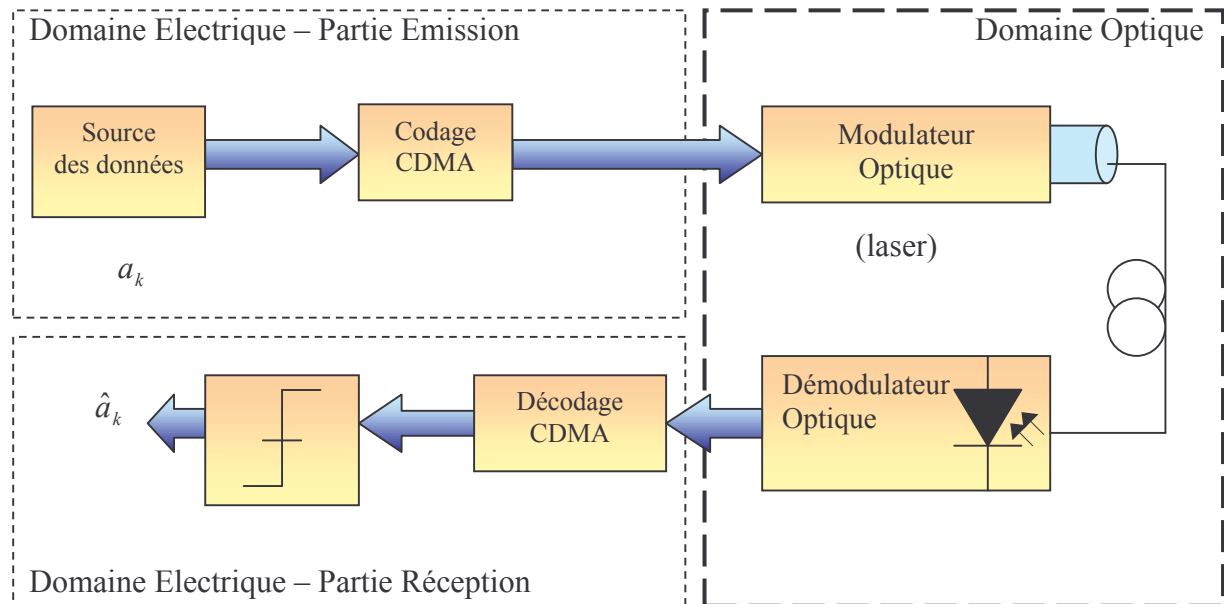 Domaine Electrique – Partie Emission
Domaine Optique
Source
des données
Codage
CDMA
Modulateur
Optique
(laser)
a_k
Démodulateur
Optique
Décodage
CDMA
â_k
Domaine Electrique – Partie Réception